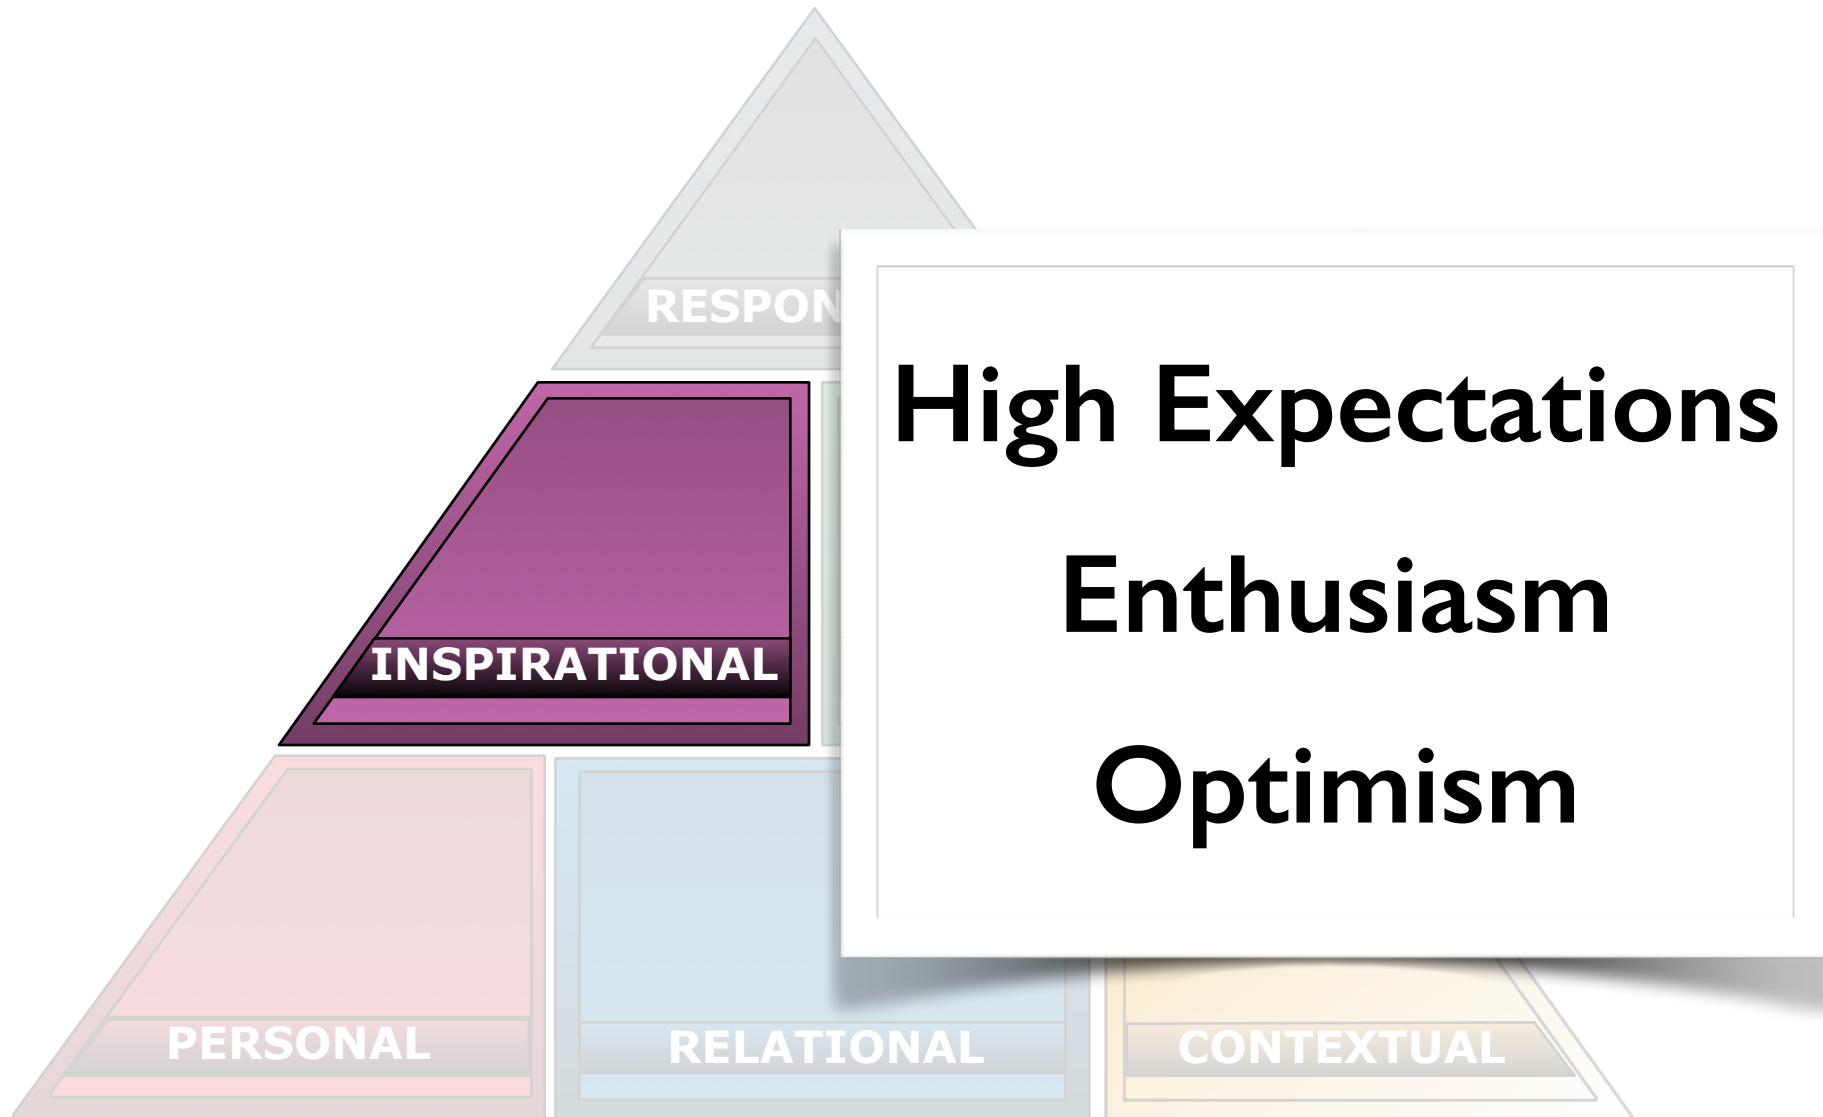 RESPON
High Expectations
Enthusiasm
Optimism
INSPIRATIONAL
PERSONAL
RELATIONAL
CONTEXTUAL